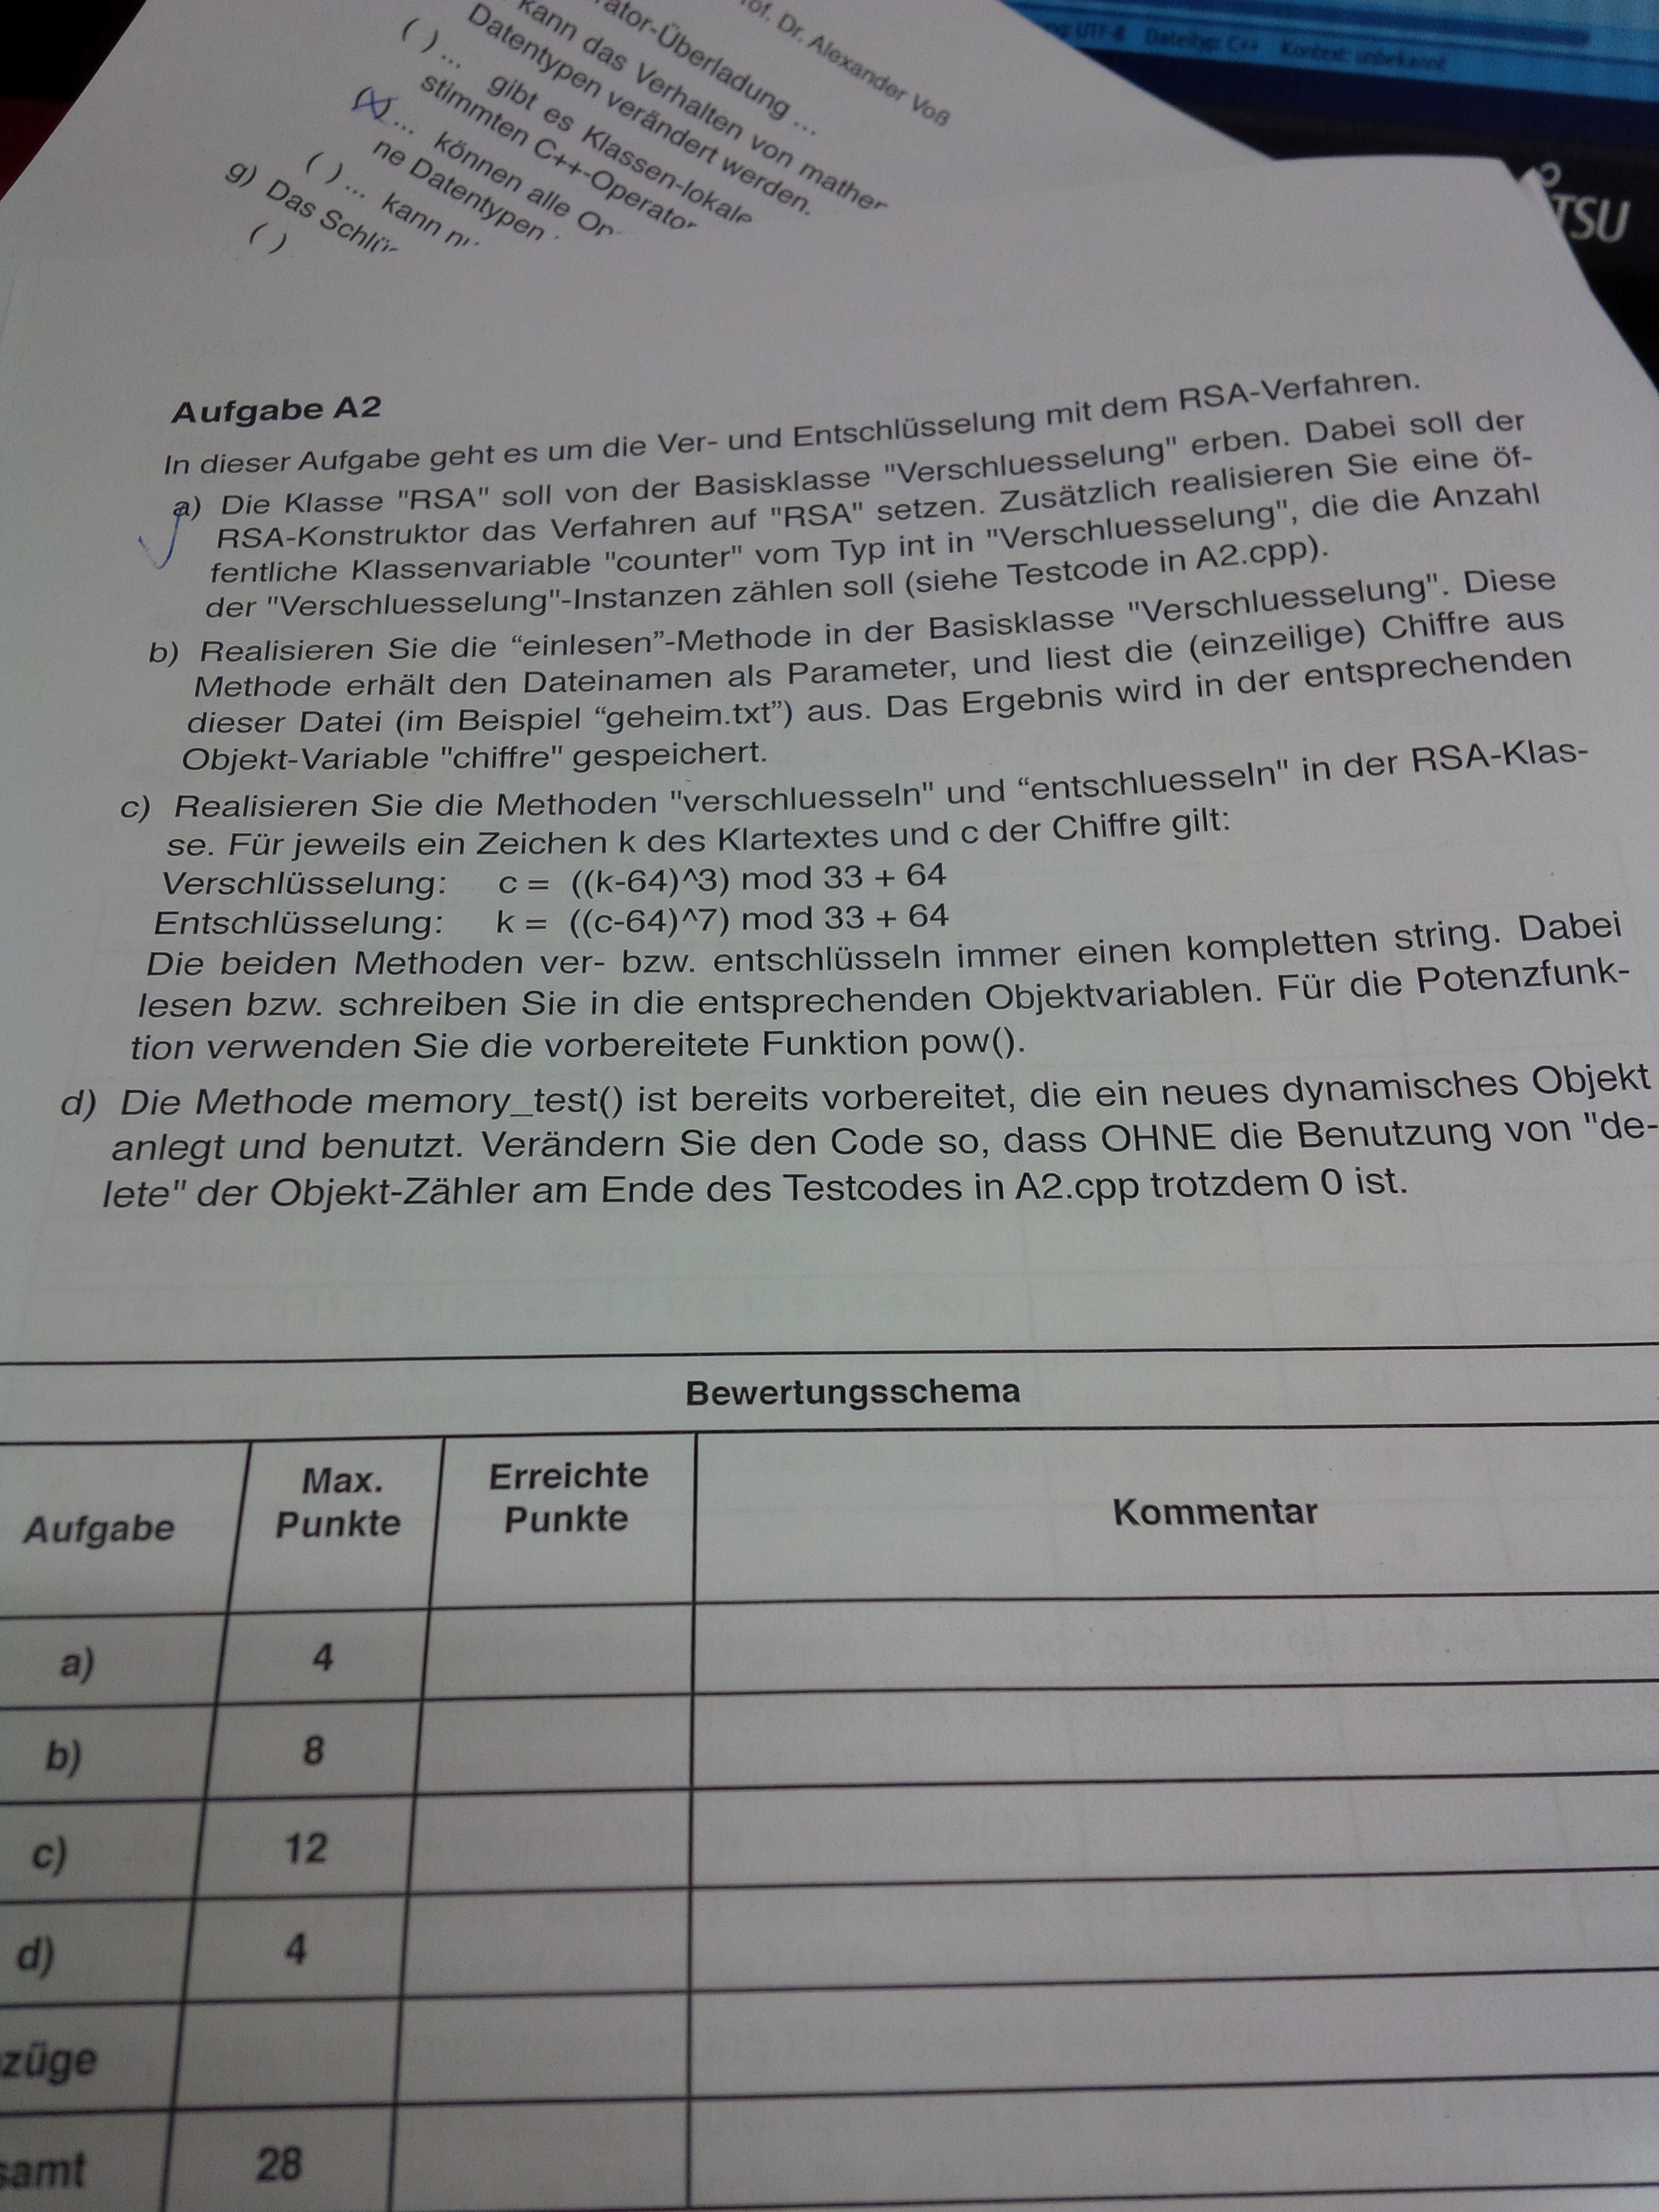 Prof. Dr. Alexander Voß
ator-Überladung ...
kann das Verhalten von mather
Datentypen verändert werden.
( ) ... gibt es Klassen-lokale
stimmten C++-Operator
... können alle Op
ne Datentypen
( ) ... kann
g) Das Schlü
( )
UTF-8 Dateityp: C++ Kontext: unbekannt
TSU
Aufgabe A2
In dieser Aufgabe geht es um die Ver- und Entschlüsselung mit dem RSA-Verfahren.
a) Die Klasse "RSA" soll von der Basisklasse "Verschluesselung" erben. Dabei soll der
RSA-Konstruktor das Verfahren auf "RSA" setzen. Zusätzlich realisieren Sie eine öf-
fentliche Klassenvariable "counter" vom Typ int in "Verschluesselung", die die Anzahl
der "Verschluesselung"-Instanzen zählen soll (siehe Testcode in A2.cpp).
b) Realisieren Sie die “einlesen”-Methode in der Basisklasse "Verschluesselung". Diese
Methode erhält den Dateinamen als Parameter, und liest die (einzeilige) Chiffre aus
dieser Datei (im Beispiel “geheim.txt”) aus. Das Ergebnis wird in der entsprechenden
Objekt-Variable "chiffre" gespeichert.
c) Realisieren Sie die Methoden "verschluesseln" und “entschluesseln" in der RSA-Klas-
se. Für jeweils ein Zeichen k des Klartextes und c der Chiffre gilt:
Verschlüsselung: c = ((k-64)^3) mod 33 + 64
Entschlüsselung: k = ((c-64)^7) mod 33 + 64
Die beiden Methoden ver- bzw. entschlüsseln immer einen kompletten string. Dabei
lesen bzw. schreiben Sie in die entsprechenden Objektvariablen. Für die Potenzfunk-
tion verwenden Sie die vorbereitete Funktion pow().
d) Die Methode memory_test() ist bereits vorbereitet, die ein neues dynamisches Objekt
anlegt und benutzt. Verändern Sie den Code so, dass OHNE die Benutzung von "de-
lete" der Objekt-Zähler am Ende des Testcodes in A2.cpp trotzdem 0 ist.
Bewertungsschema
Aufgabe Max. Punkte Erreichte Punkte Kommentar
a) 4
b) 8
c) 12
d) 4
züge
samt 28